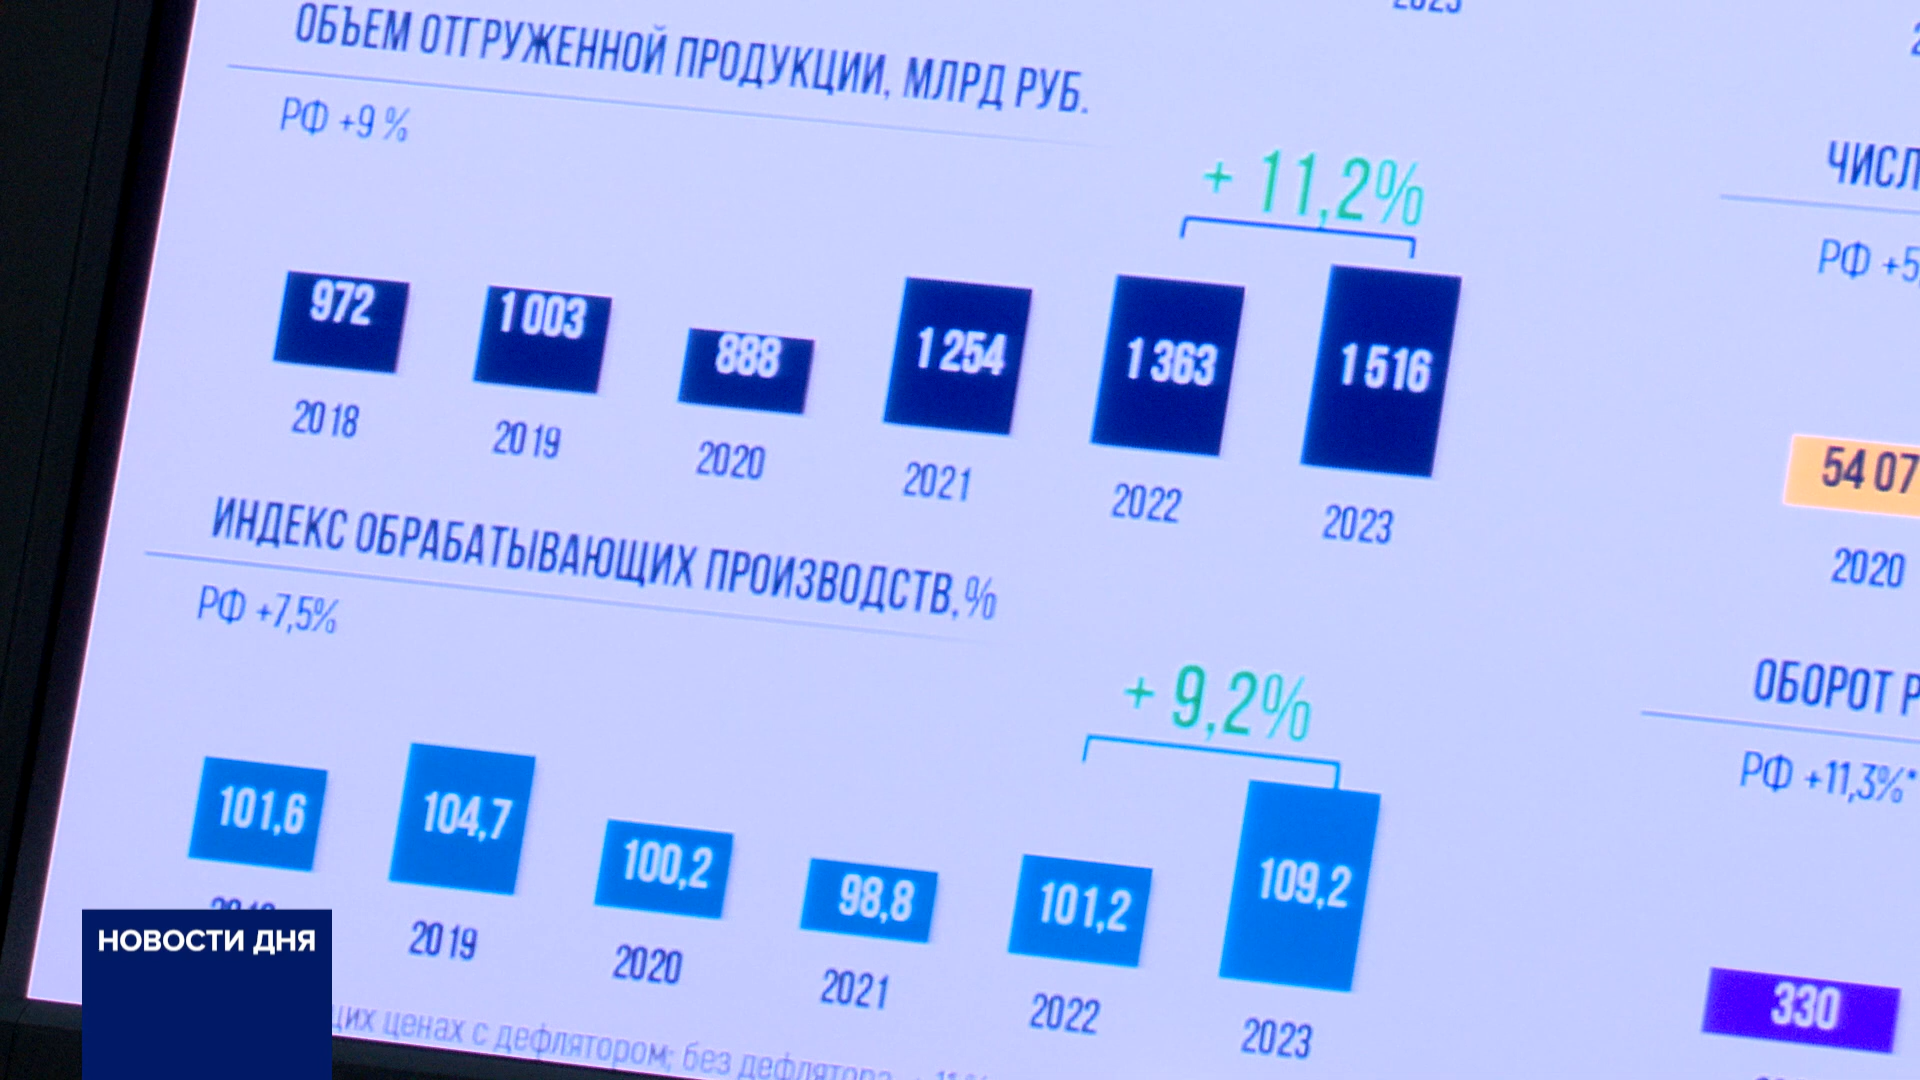 2023
ОБЪЕМ ОТГРУЖЕННОЙ ПРОДУКЦИИ, МЛРД РУБ.
РФ +9 %
+ 11,2%
972
1 003
888
1 254
1 363
1 516
2018
2019
2020
2021
2022
2023
ИНДЕКС ОБРАБАТЫВАЮЩИХ ПРОИЗВОДСТВ, %
РФ +7,5%
+ 9,2%
101,6
104,7
100,2
98,8
101,2
109,2
2019
2020
2021
2022
2023
ценах с дефлятором; без дефлятора
ЧИСЛ
РФ +5,
54 07
2020
ОБОРОТ Р
РФ +11,3%*
330
НОВОСТИ ДНЯ